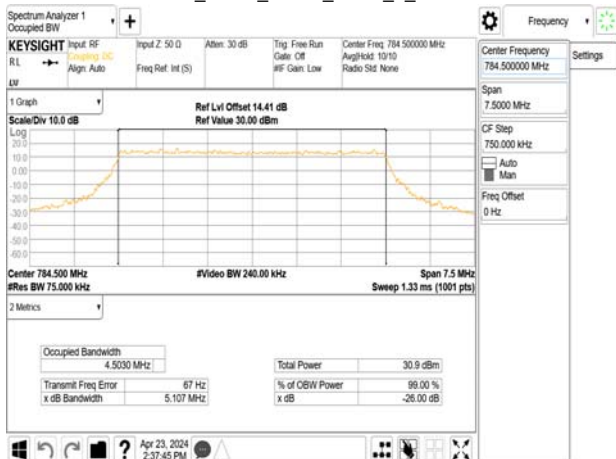 Spectrum Analyzer 1
Occupied BW
KEYSIGHT
RL
Input: RF
Coupling: DC
Align: Auto
Input Z: 50 Ω
Freq Ref: Int (S)
Atten: 30 dB
Trig: Free Run
Gate: Off
#IF Gain: Low
Center Freq: 784.500000 MHz
Avg|Hold: 10/10
Radio Std: None
1 Graph
Scale/Div 10.0 dB
Ref Lvl Offset 14.41 dB
Ref Value 30.00 dBm
Log
20.0
10.0
0.00
-10.0
-20.0
-30.0
-40.0
-50.0
-60.0
Center 784.500 MHz
#Video BW 240.00 kHz
Span 7.5 MHz
#Res BW 75.000 kHz
Sweep 1.33 ms (1001 pts)
2 Metrics
Occupied Bandwidth
4.5030 MHz
Total Power 30.9 dBm
Transmit Freq Error 67 Hz
% of OBW Power 99.00 %
x dB Bandwidth 5.107 MHz
x dB -26.00 dB
?
Apr 23, 2024
2:37:45 PM
Frequency
Settings
Center Frequency
784.500000 MHz
Span
7.5000 MHz
CF Step
750.000 kHz
Auto
Man
Freq Offset
0 Hz